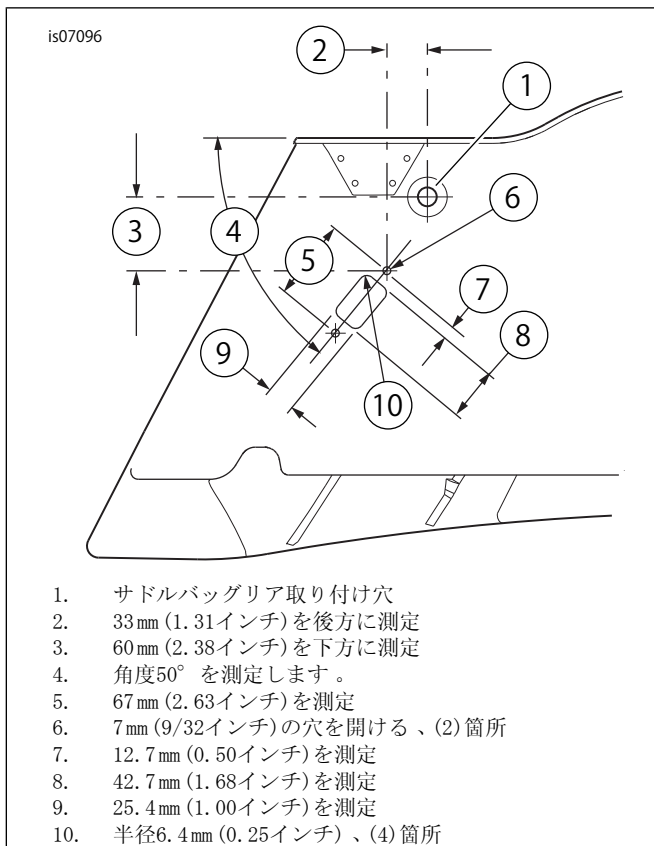 is07096
2
1
3
4
6
5
7
8
9
10
1. サドルバッグリア取り付け穴
2. 33mm(1.31インチ)を後方に測定
3. 60mm(2.38インチ)を下方に測定
4. 角度50°を測定します。
5. 67mm(2.63インチ)を測定
6. 7mm(9/32インチ)の穴を開ける、(2)箇所
7. 12.7mm(0.50インチ)を測定
8. 42.7mm(1.68インチ)を測定
9. 25.4mm(1.00インチ)を測定
10. 半径6.4mm(0.25インチ)、(4)箇所